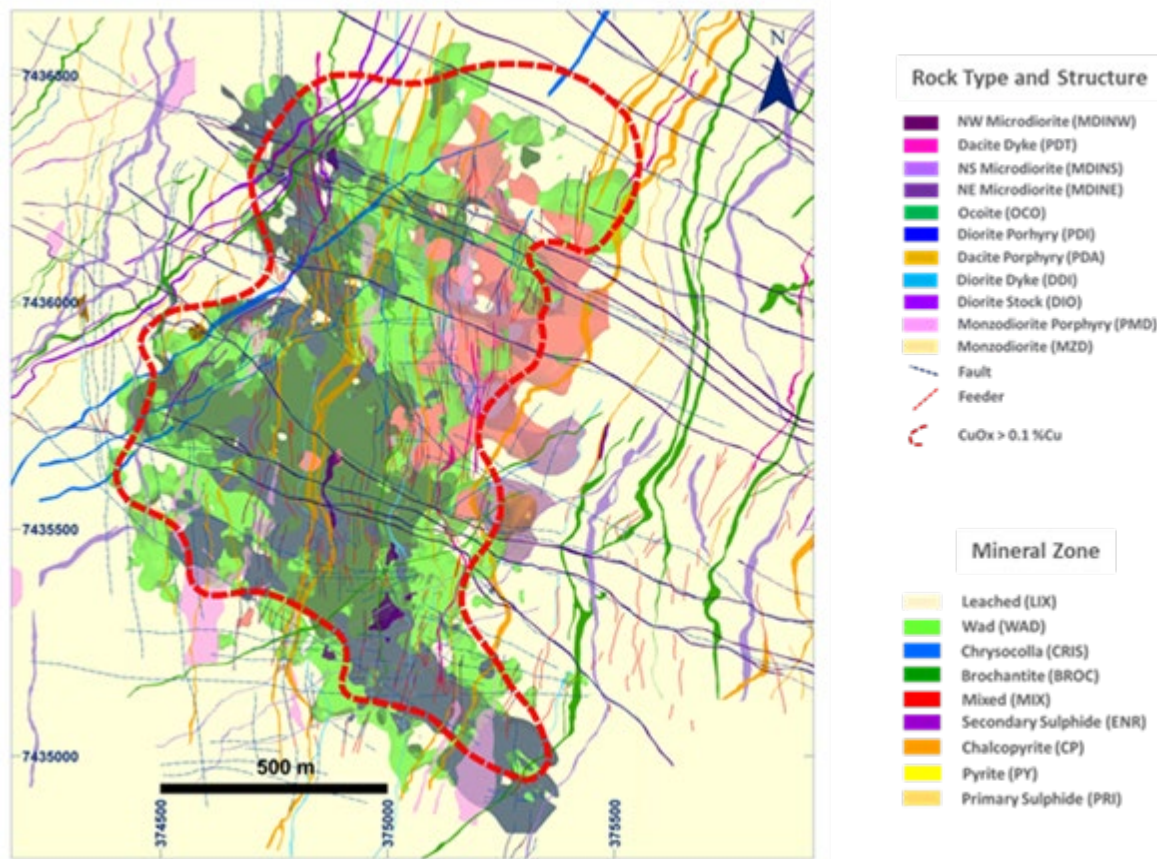 N
7436500
7436000
7435500
7435000
500 m
374500
375000
375500
Rock Type and Structure
NW Microdiorite (MDINW)
Dacite Dyke (PDT)
NS Microdiorite (MDINS)
NE Microdiorite (MDINE)
Ocoite (OCO)
Diorite Porhyry (PDI)
Dacite Porphyry (PDA)
Diorite Dyke (DDI)
Diorite Stock (DIO)
Monzodiorite Porphyry (PMD)
Monzodiorite (MZD)
Fault
Feeder
CuOx > 0.1 %Cu
Mineral Zone
Leached (LIX)
Wad (WAD)
Chrysocolla (CRIS)
Brochantite (BROC)
Mixed (MIX)
Secondary Sulphide (ENR)
Chalcopyrite (CP)
Pyrite (PY)
Primary Sulphide (PRI)